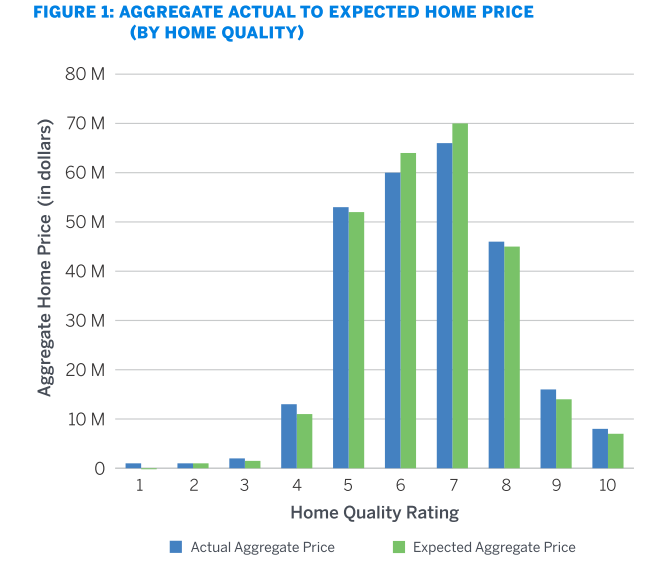 FIGURE 1: AGGREGATE ACTUAL TO EXPECTED HOME PRICE
(BY HOME QUALITY)
Aggregate Home Price (in dollars)
80 M
70 M
60 M
50 M
40 M
30 M
20 M
10 M
0
1 2 3 4 5 6 7 8 9 10
Home Quality Rating
Actual Aggregate Price Expected Aggregate Price